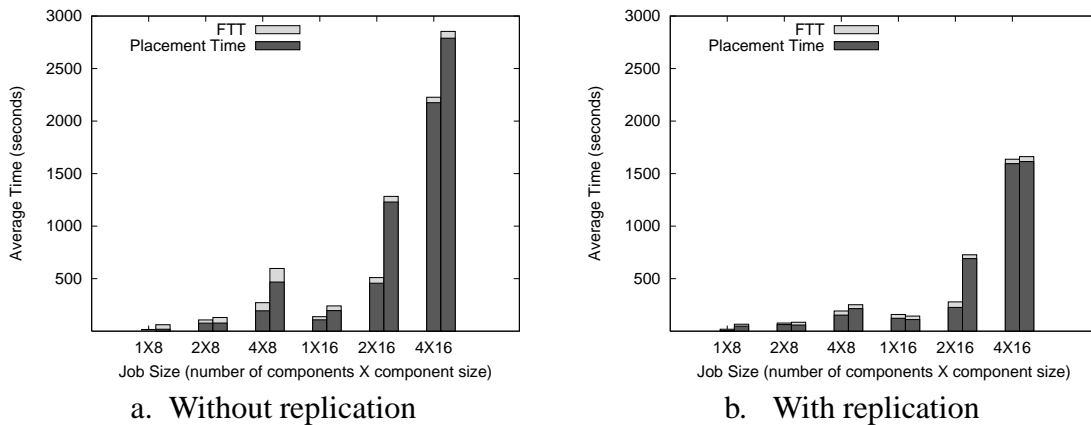 3000
2500
2000
1500
1000
500
Average Time (seconds)
FTT
Placement Time
1X8 2X8 4X8 1X16 2X16 4X16
Job Size (number of components X component size)
a. Without replication
3000
2500
2000
1500
1000
500
Average Time (seconds)
FTT
Placement Time
1X8 2X8 4X8 1X16 2X16 4X16
Job Size (number of components X component size)
b. With replication